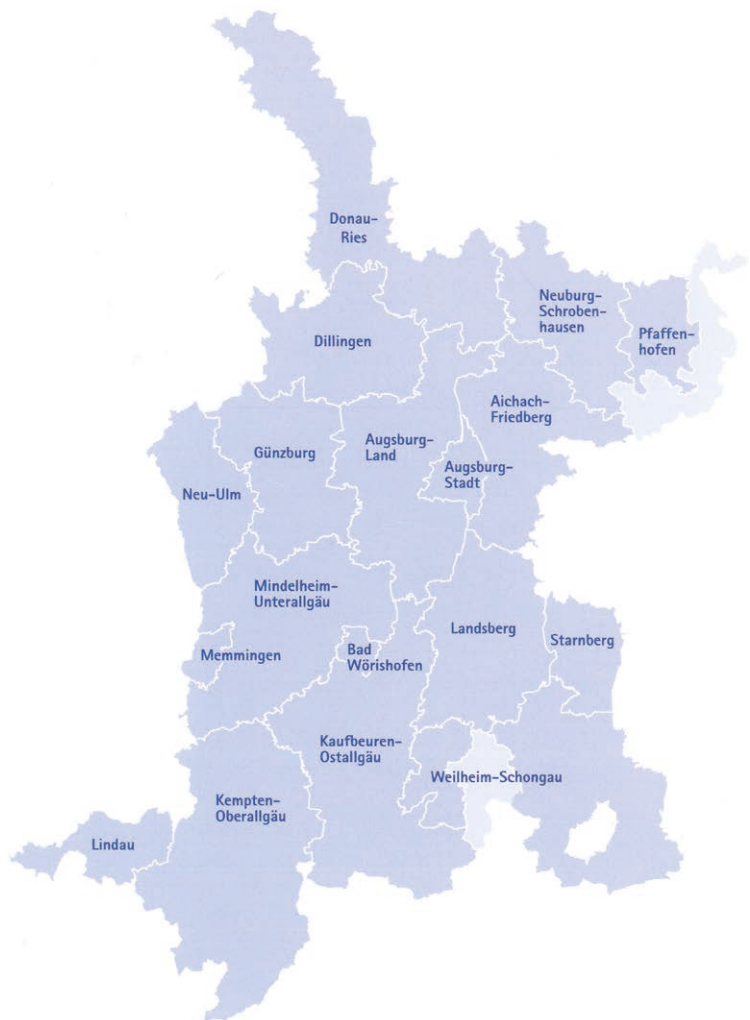 Donau-
Ries
Neuburg-
Schroben-
hausen
Pfaffen-
hofen
Dillingen
Aichach-
Friedberg
Augsburg-
Land
Günzburg
Augsburg-
Stadt
Neu-Ulm
Mindelheim-
Unterallgäu
Landsberg
Starnberg
Memmingen
Bad
Wörishofen
Kaufbeuren-
Ostallgäu
Weilheim-Schongau
Kempten-
Oberallgäu
Lindau